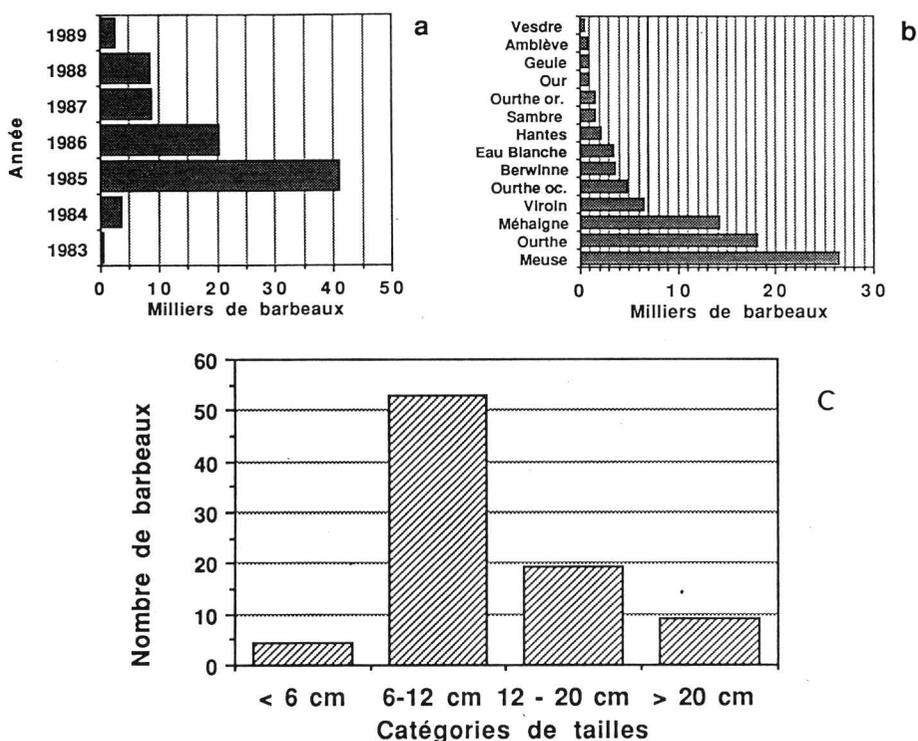 a
Année
1989
1988
1987
1986
1985
1984
1983
0 10 20 30 40 50
Milliers de barbeaux
b
Vesdre
Amblève
Geule
Our
Ourthe or.
Sambre
Hantes
Eau Blanche
Berwinne
Ourthe oc.
Viroin
Méhaigne
Ourthe
Meuse
0 10 20 30
Milliers de barbeaux
C
Nombre de barbeaux
60
50
40
30
20
10
0
< 6 cm 6-12 cm 12 - 20 cm > 20 cm
Catégories de tailles